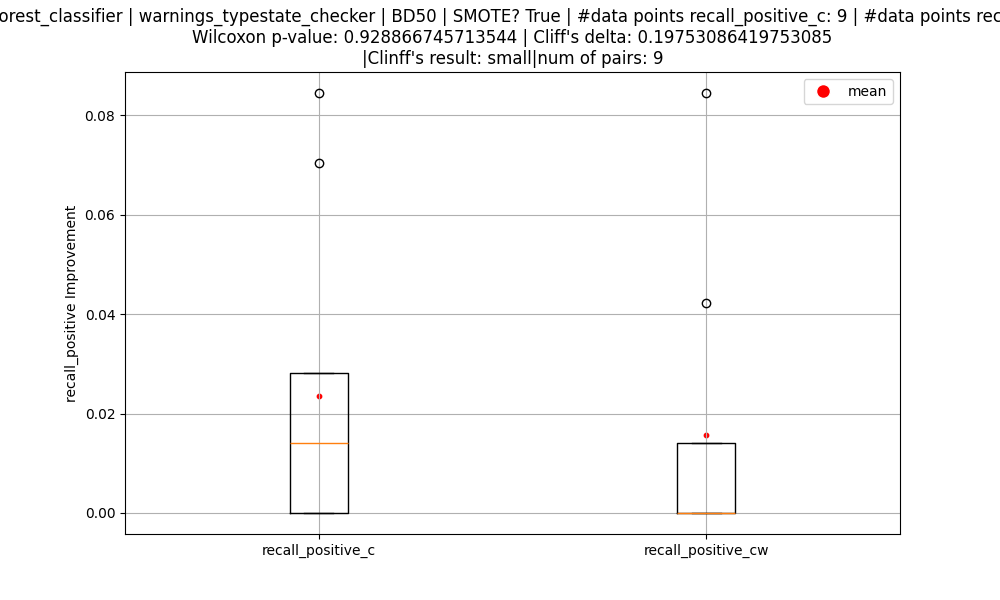 orest_classifier | warnings_typestate_checker | BD50 | SMOTE? True | #data points recall_positive_c: 9 | #data points rec
Wilcoxon p-value: 0.928866745713544 | Cliff's delta: 0.19753086419753085
|Clinff's result: small|num of pairs: 9
mean
0.08
0.06
0.04
0.02
0.00
recall_positive Improvement
recall_positive_c
recall_positive_cw